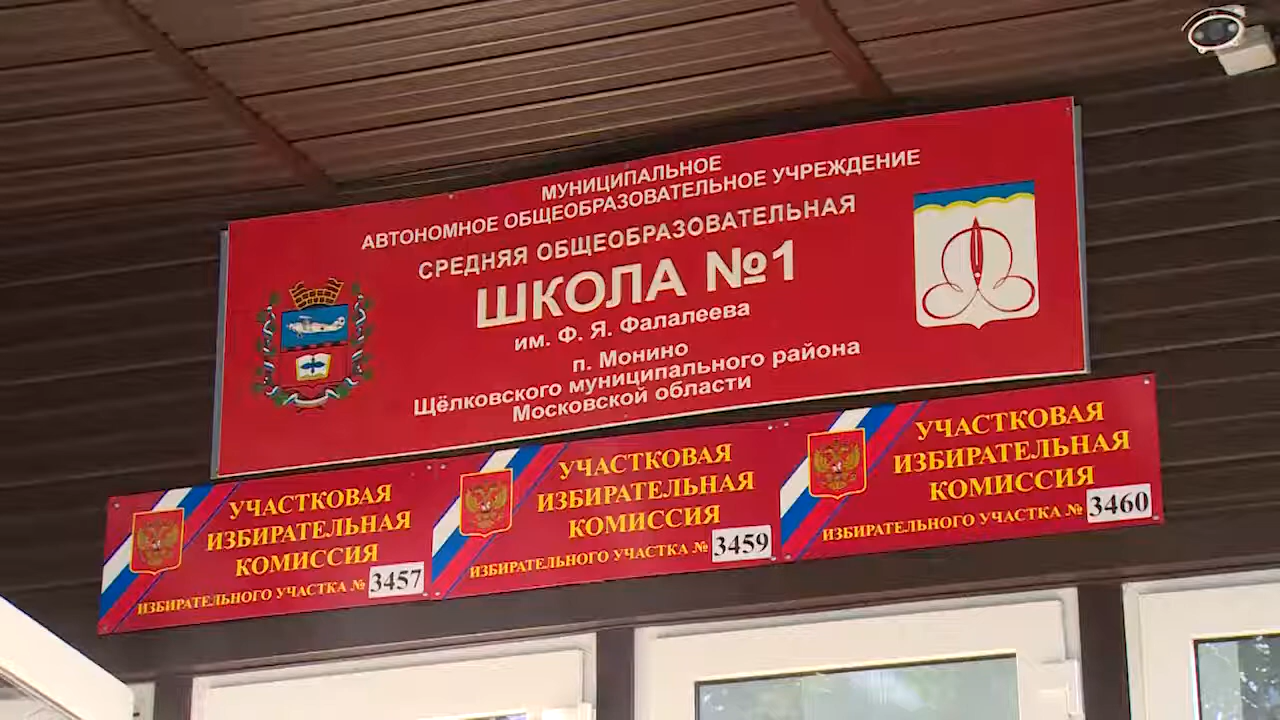 МУНИЦИПАЛЬНОЕ
АВТОНОМНОЕ ОБЩЕОБРАЗОВАТЕЛЬНОЕ УЧРЕЖДЕНИЕ
СРЕДНЯЯ ОБЩЕОБРАЗОВАТЕЛЬНАЯ
ШКОЛА №1
им. Ф. Я. Фалалеева
п. Монино
Щёлковского муниципального района
Московской области
УЧАСТКОВАЯ
ИЗБИРАТЕЛЬНАЯ
КОМИССИЯ
ИЗБИРАТЕЛЬНОГО УЧАСТКА № 3457
УЧАСТКОВАЯ
ИЗБИРАТЕЛЬНАЯ
КОМИССИЯ
ИЗБИРАТЕЛЬНОГО УЧАСТКА № 3459
УЧАСТКОВАЯ
ИЗБИРАТЕЛЬНАЯ
КОМИССИЯ
ИЗБИРАТЕЛЬНОГО УЧАСТКА № 3460